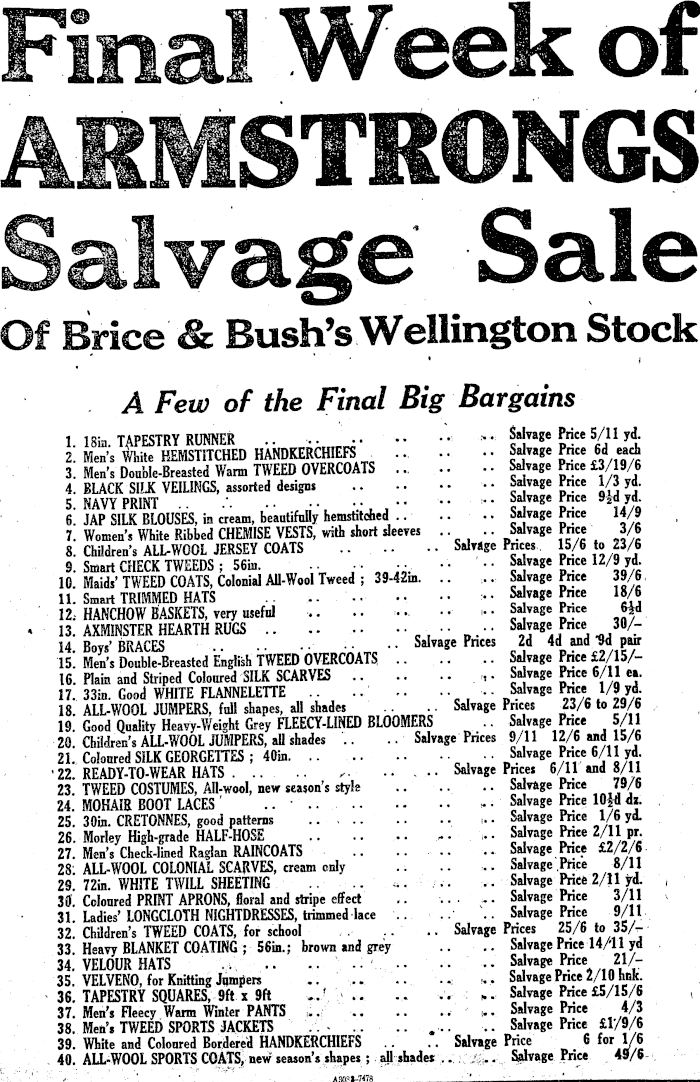 Final Week of
ARMSTRONGS
Salvage Sale
Of Brice & Bush's Wellington Stock
A Few of the Final Big Bargains
1. 18in. TAPESTRY RUNNER .. .. .. .. .. .. Salvage Price 5/11 yd.
2. Men's White HEMSTITCHED HANDKERCHIEFS .. .. .. Salvage Price 6d each
3. Men's Double-Breasted Warm TWEED OVERCOATS .. .. .. Salvage Price £3/19/6
4. BLACK SILK VEILINGS, assorted designs .. .. .. .. Salvage Price 1/3 yd.
5. NAVY PRINT .. .. .. .. .. .. .. Salvage Price 9½d yd.
6. JAP SILK BLOUSES, in cream, beautifully hemstitched .. .. .. Salvage Price 14/9
7. Women's White Ribbed CHEMISE VESTS, with short sleeves .. .. Salvage Price 3/6
8. Children's ALL-WOOL JERSEY COATS .. .. .. Salvage Prices 15/6 to 23/6
9. Smart CHECK TWEEDS ; 56in. .. .. .. .. .. Salvage Price 12/9 yd.
10. Maids' TWEED COATS, Colonial All-Wool Tweed ; 39-42in. .. .. Salvage Price 39/6
11. Smart TRIMMED HATS .. .. .. .. .. .. Salvage Price 18/6
12. HANCHOW BASKETS, very useful .. .. .. .. .. Salvage Price 6½d
13. AXMINSTER HEARTH RUGS .. .. .. .. .. .. Salvage Price 30/–
14. Boys' BRACES .. .. .. .. .. Salvage Prices 2d 4d and 9d pair
15. Men's Double-Breasted English TWEED OVERCOATS .. .. .. Salvage Price £2/15/–
16. Plain and Striped Coloured SILK SCARVES .. .. .. .. Salvage Price 6/11 ea.
17. 33in. Good WHITE FLANNELETTE .. .. .. .. .. Salvage Price 1/9 yd.
18. ALL-WOOL JUMPERS, full shapes, all shades .. .. .. Salvage Prices 23/6 to 29/6
19. Good Quality Heavy-Weight Grey FLEECY-LINED BLOOMERS .. Salvage Price 5/11
20. Children's ALL-WOOL JUMPERS, all shades .. .. Salvage Prices 9/11 12/6 and 15/6
21. Coloured SILK GEORGETTES ; 40in. .. .. .. .. .. Salvage Price 6/11 yd.
22. READY-TO-WEAR HATS . .. .. .. .. .. Salvage Prices 6/11 and 8/11
23. TWEED COSTUMES, All-wool, new season's style .. .. .. Salvage Price 79/6
24. MOHAIR BOOT LACES .. .. .. .. .. .. Salvage Price 10½d dz.
25. 30in. CRETONNES, good patterns .. .. .. .. .. Salvage Price 1/6 yd.
26. Morley High-grade HALF-HOSE .. .. .. .. .. Salvage Price 2/11 pr.
27. Men's Check-lined Raglan RAINCOATS .. .. .. .. Salvage Price £2/2/6
28. ALL-WOOL COLONIAL SCARVES, cream only .. .. .. Salvage Price 8/11
29. 72in. WHITE TWILL SHEETING .. .. .. .. .. Salvage Price 2/11 yd.
30. Coloured PRINT APRONS, floral and stripe effect .. .. .. Salvage Price 3/11
31. Ladies' LONGCLOTH NIGHTDRESSES, trimmed lace .. .. .. Salvage Price 9/11
32. Children's TWEED COATS, for school .. .. .. .. Salvage Prices 25/6 to 35/–
33. Heavy BLANKET COATING ; 56in.; brown and grey .. .. Salvage Price 14/11 yd
34. VELOUR HATS .. .. .. .. .. .. .. Salvage Price 21/–
35. VELVENO, for Knitting Jumpers .. .. .. .. .. Salvage Price 2/10 hnk.
36. TAPESTRY SQUARES, 9ft x 9ft .. .. .. .. .. Salvage Price £5/15/6
37. Men's Fleecy Warm Winter PANTS .. .. .. .. .. Salvage Price 4/3
38. Men's TWEED SPORTS JACKETS .. .. .. .. .. Salvage Price £1/9/6
39. White and Coloured Bordered HANDKERCHIEFS .. .. Salvage Price 6 for 1/6
40. ALL-WOOL SPORTS COATS, new season's shapes ; all shades .. .. Salvage Price 49/6